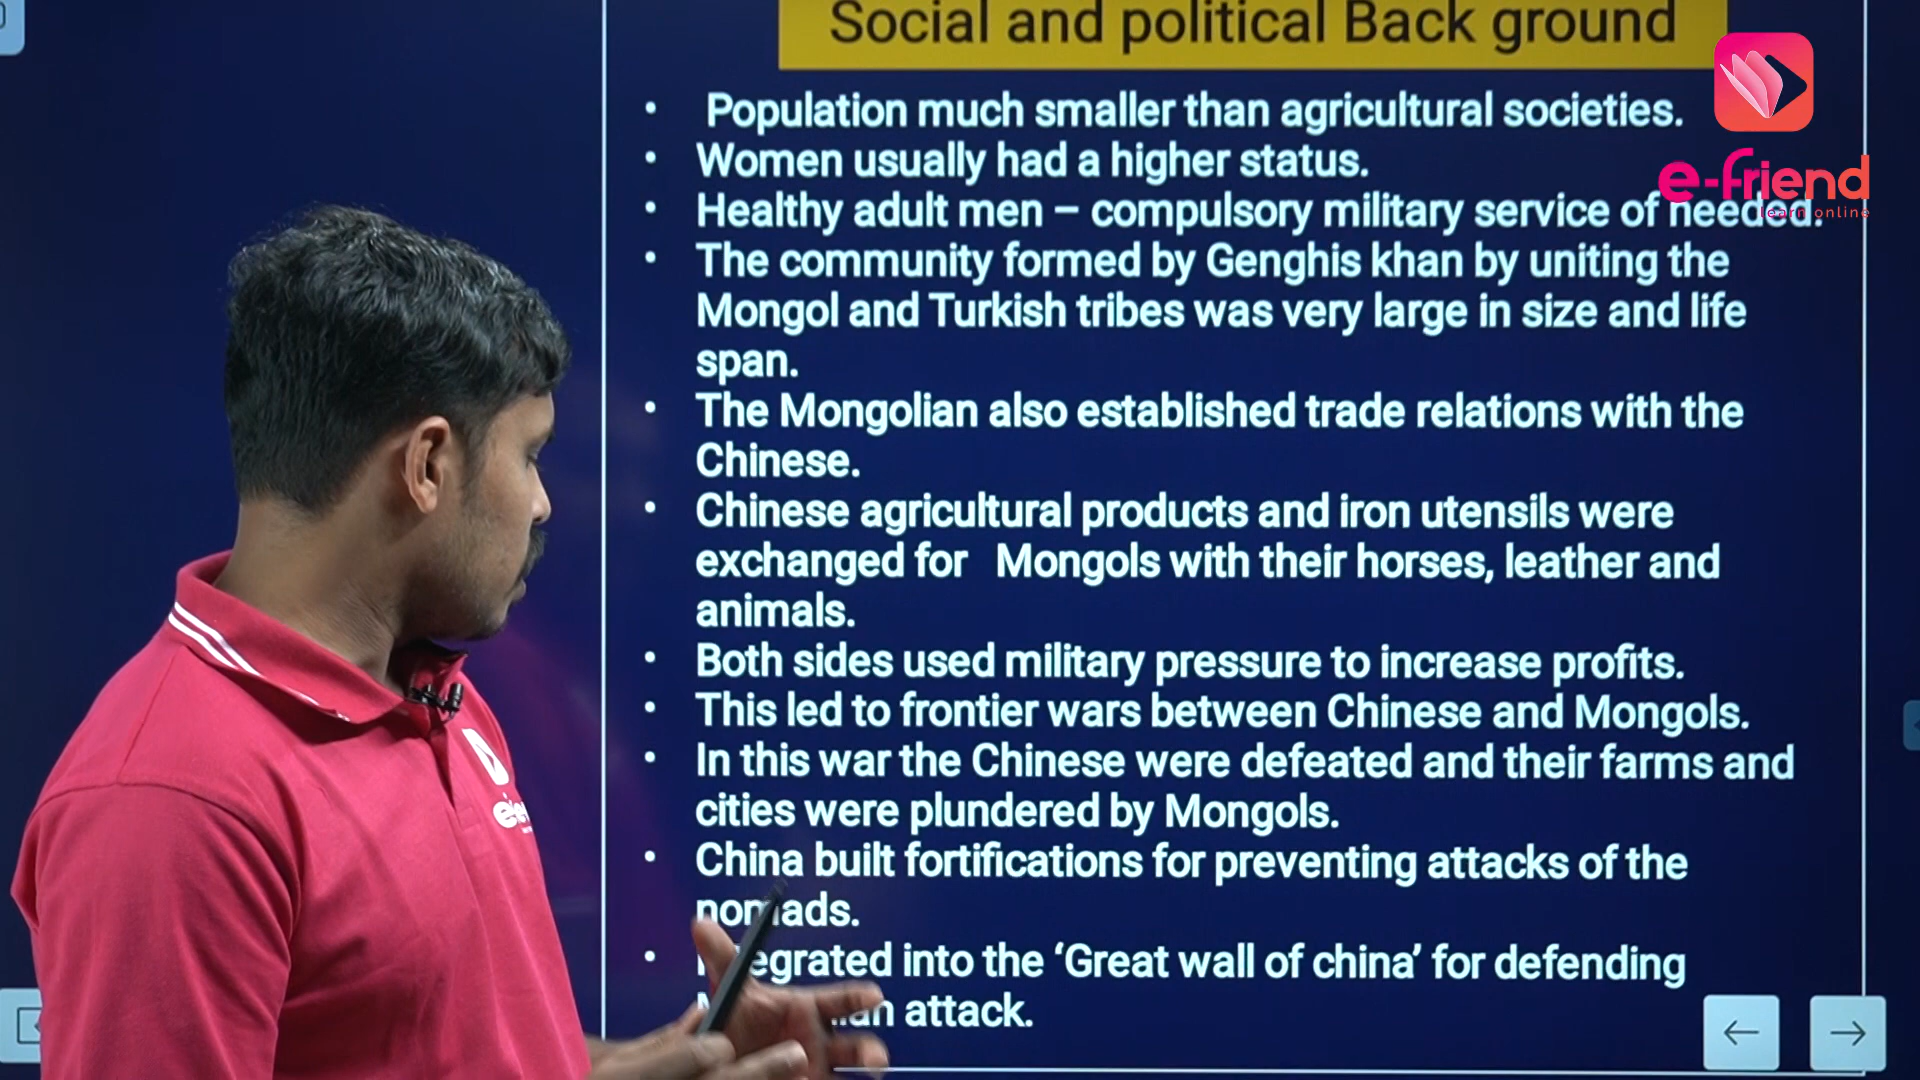 Social and political Back ground
• Population much smaller than agricultural societies.
• Women usually had a higher status.
• Healthy adult men – compulsory military service of needed.
• The community formed by Genghis khan by uniting the
Mongol and Turkish tribes was very large in size and life
span.
• The Mongolian also established trade relations with the
Chinese.
• Chinese agricultural products and iron utensils were
exchanged for Mongols with their horses, leather and
animals.
• Both sides used military pressure to increase profits.
• This led to frontier wars between Chinese and Mongols.
• In this war the Chinese were defeated and their farms and
cities were plundered by Mongols.
• China built fortifications for preventing attacks of the
nomads.
• into the ‘Great wall of china’ for defending
attack.
e-friend
learn online